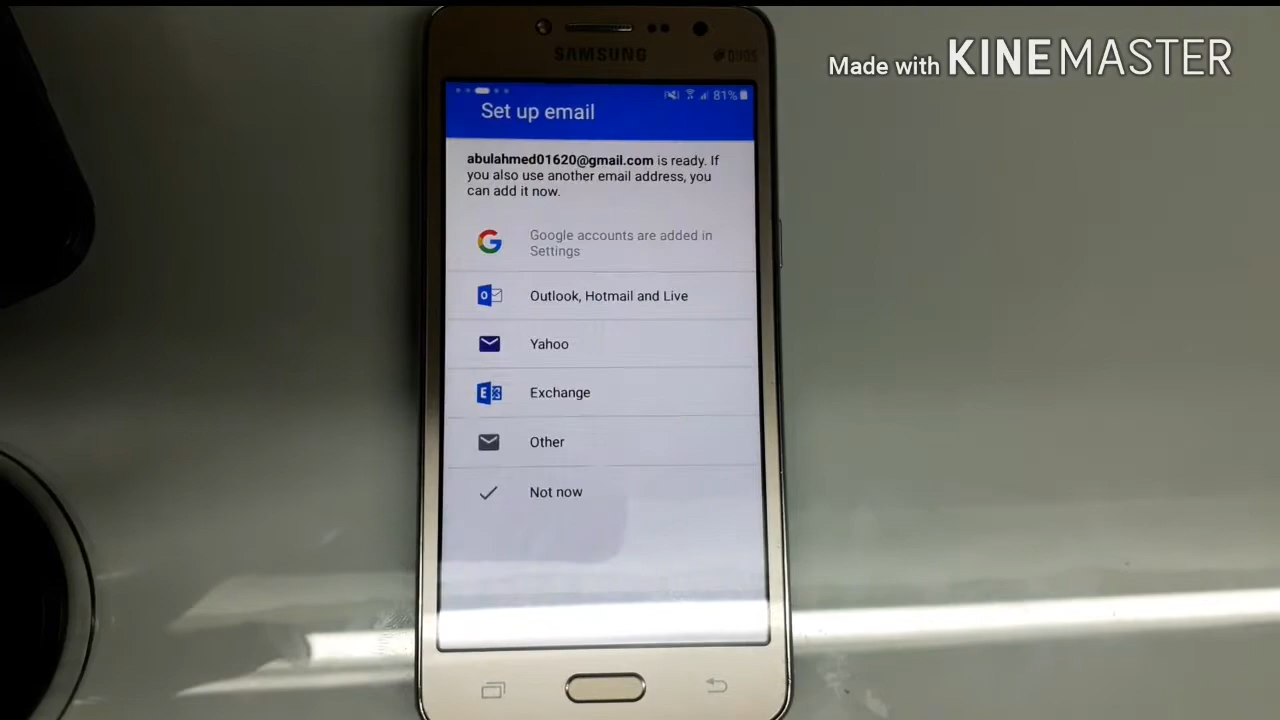 Made with KINEMASTER
SAMSUNG
DUOS
81%
Set up email
abulahmed01620@gmail.com is ready. If
you also use another email address, you
can add it now.
Google accounts are added in
Settings
Outlook, Hotmail and Live
Yahoo
Exchange
Other
Not now